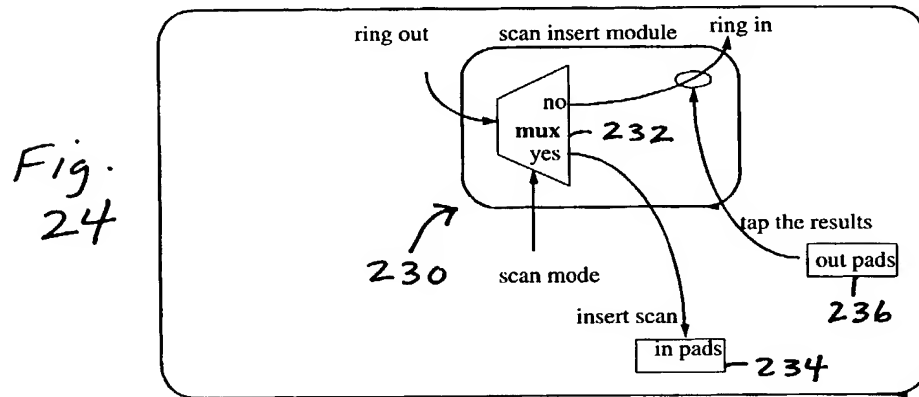 ring out
scan insert module
ring in
no
mux
232
yes
Fig.
24
tap the results
230
scan mode
out pads
236
insert scan
in pads
234